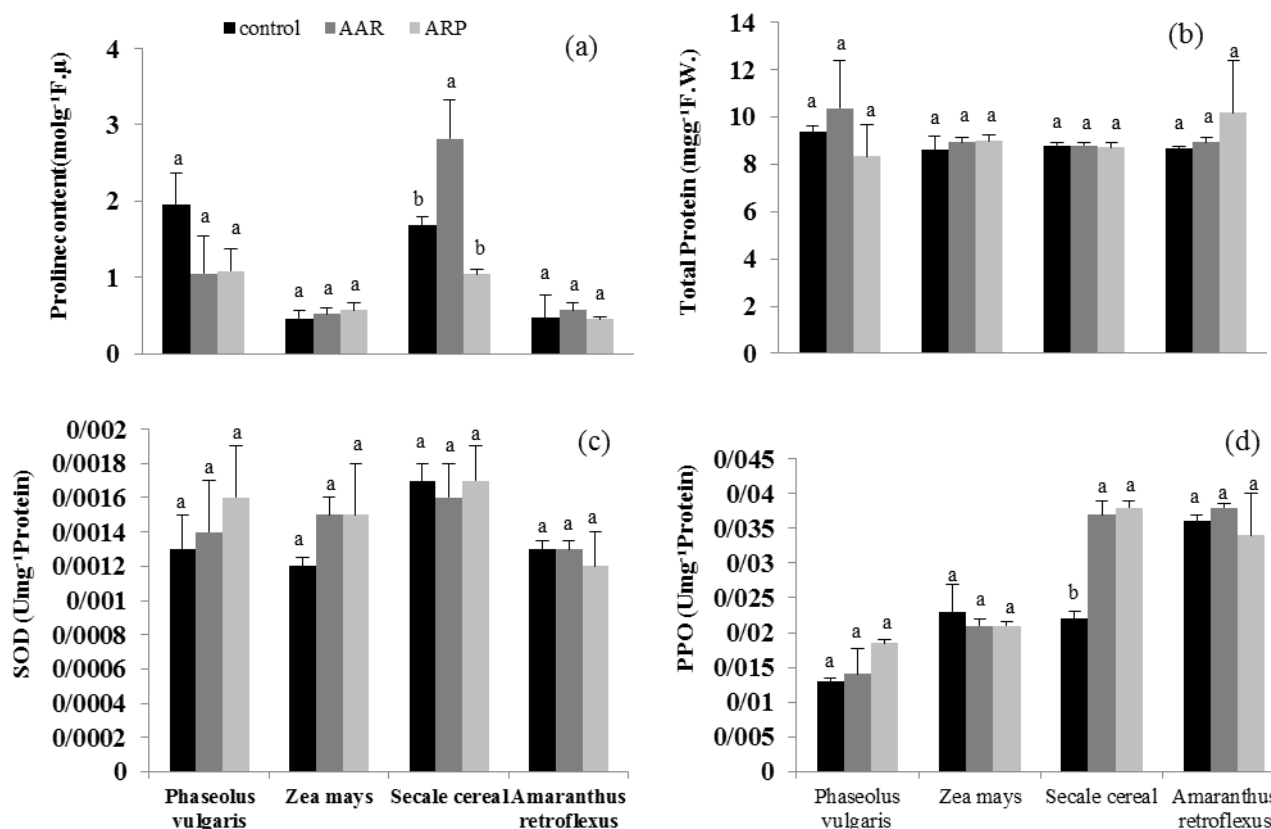 control AAR ARP
(a)
Prolinecontent(molg⁻¹F.µ)
4
3
2
1
0
a
a
a
a
a
a
b
a
b
a
a
a
(b)
Total Protein (mgg⁻¹F.W.)
14
12
10
8
6
4
2
0
a
a
a
a
a
a
a
a
a
a
a
a
(c)
SOD (Umg⁻¹Protein)
0/002
0/0018
0/0016
0/0014
0/0012
0/001
0/0008
0/0006
0/0004
0/0002
0
a
a
a
a
a
a
a
a
a
a
a
a
Phaseolus
vulgaris
Zea mays
Secale cereal
Amaranthus
retroflexus
(d)
PPO (Umg⁻¹Protein)
0/045
0/04
0/035
0/03
0/025
0/02
0/015
0/01
0/005
0
a
a
a
a
a
a
b
a
a
a
a
a
Phaseolus
vulgaris
Zea mays
Secale cereal
Amaranthus
retroflexus